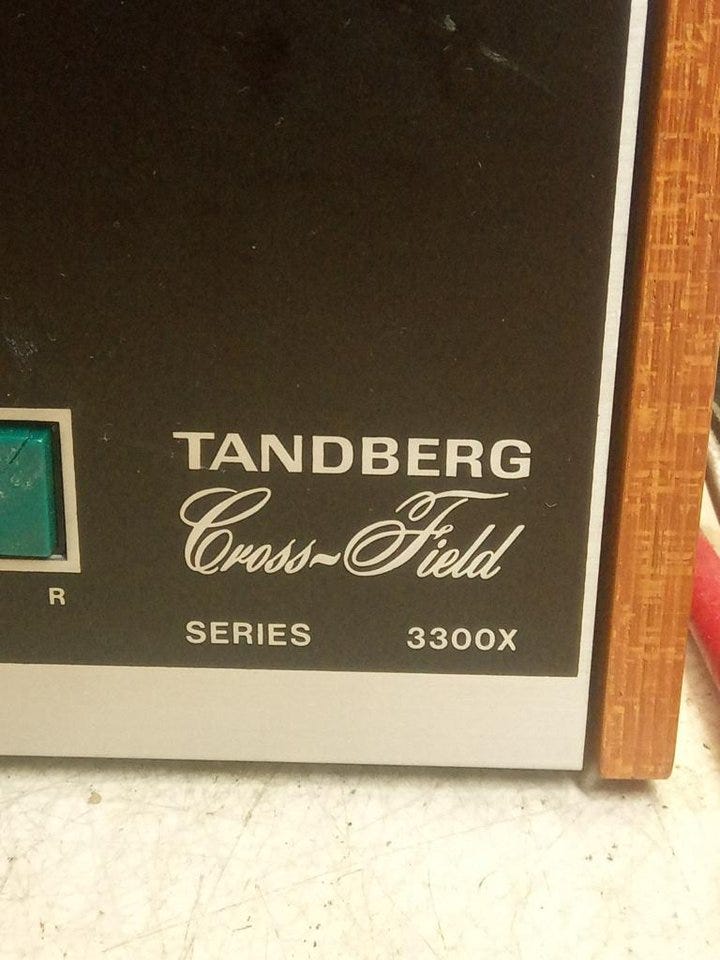 TANDBERG
Cross~Field
R
SERIES 3300X